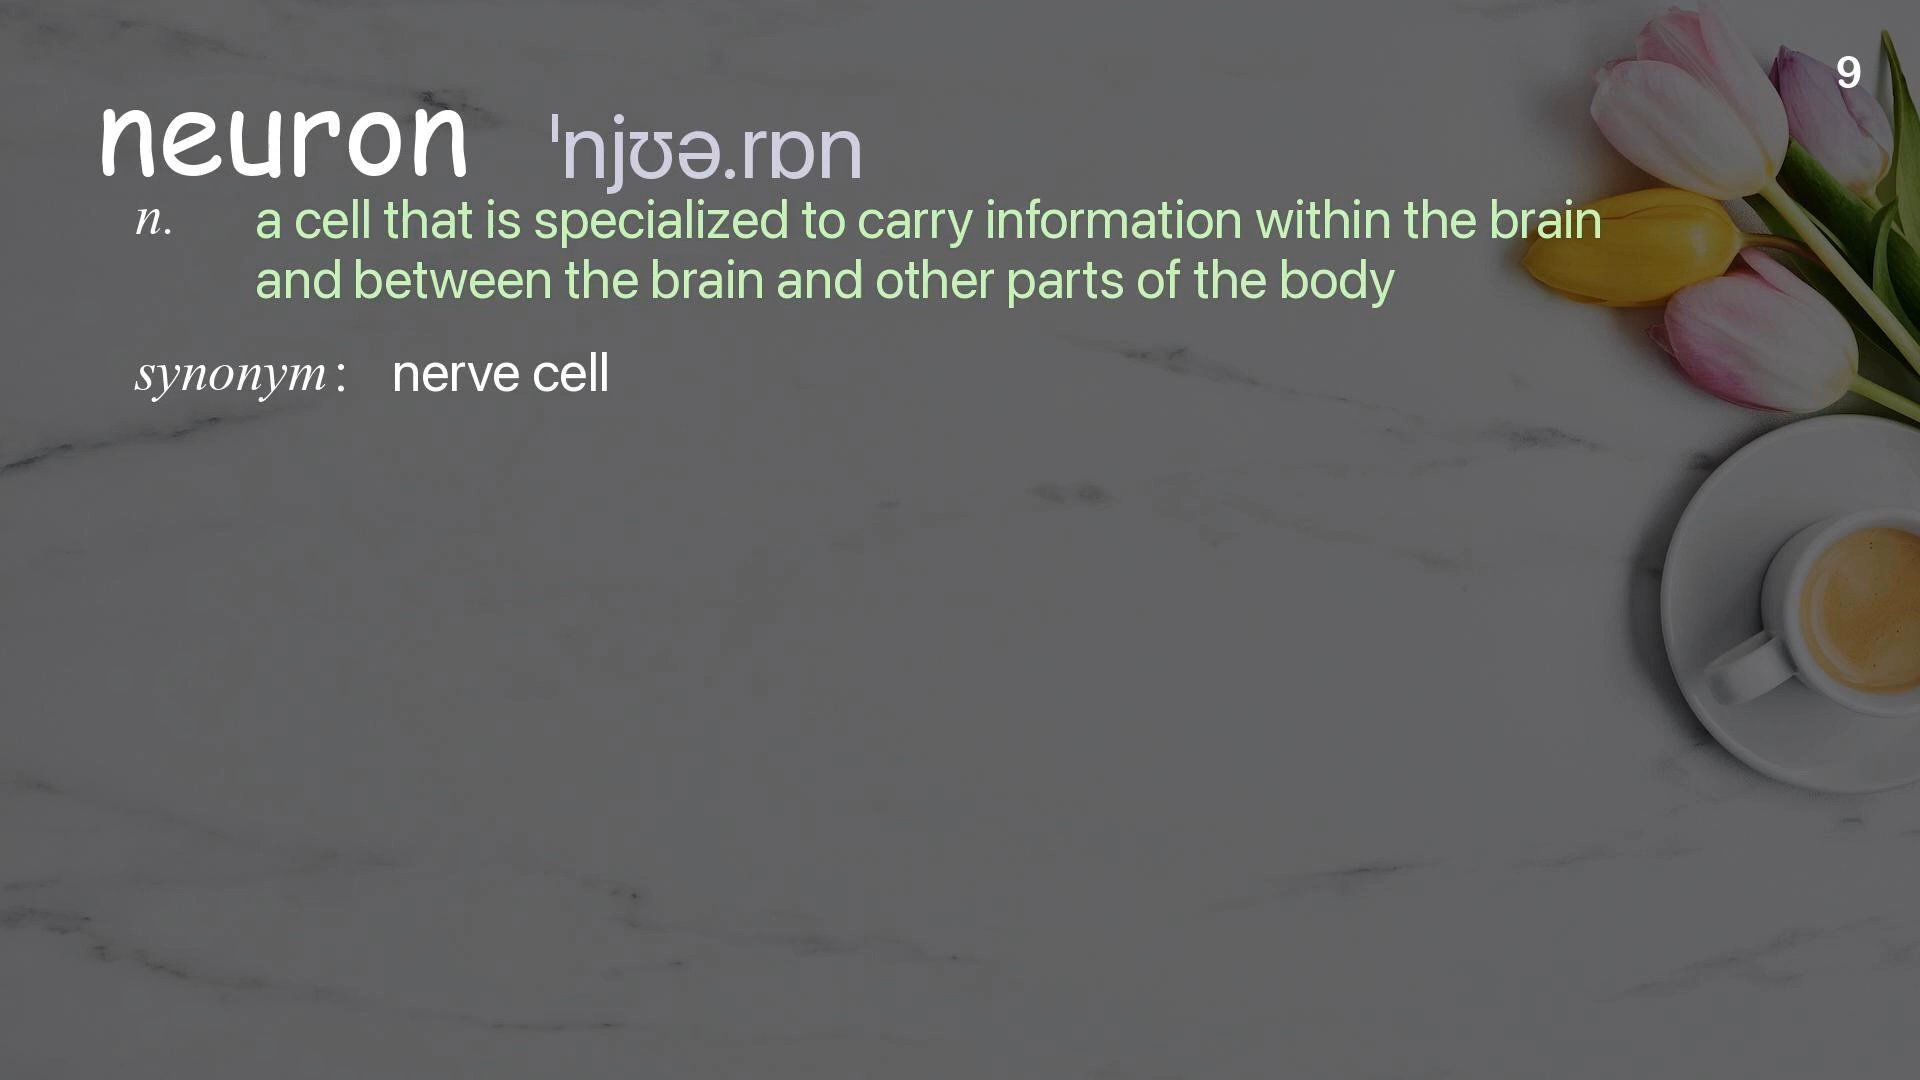 9
neuron ˈnjʊə.rɒn
n. a cell that is specialized to carry information within the brain
and between the brain and other parts of the body
synonym : nerve cell